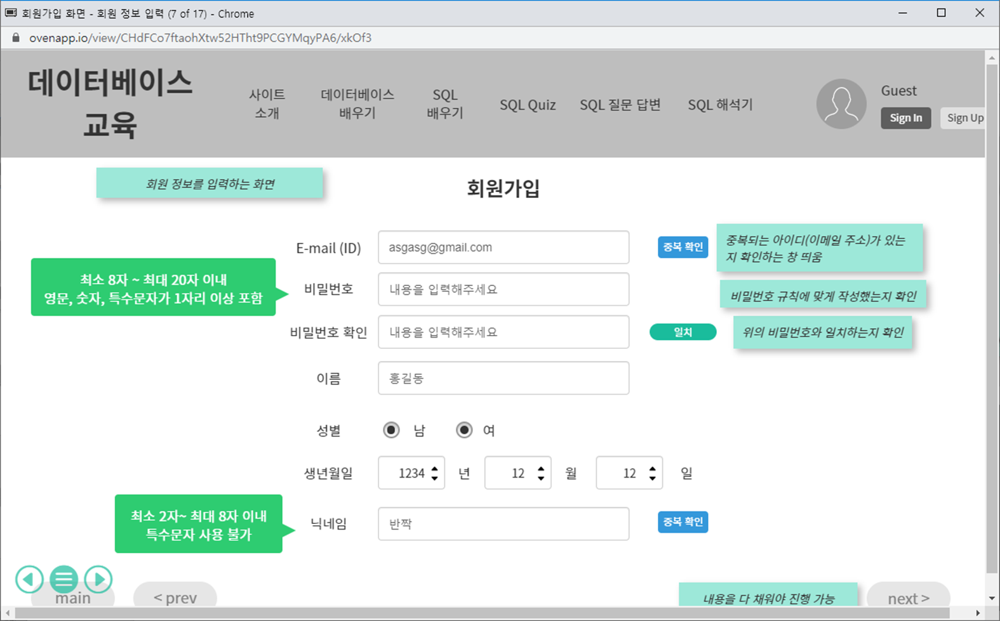 회원가입 화면 - 회원 정보 입력 (7 of 17) - Chrome
ovenapp.io/view/CHdFCo7ftaohXtw52HTht9PCGYMqyPA6/xkOf3
데이터베이스
교육
사이트
소개
데이터베이스
배우기
SQL
배우기
SQL Quiz
SQL 질문 답변
SQL 해석기
Guest
Sign In
Sign Up
회원 정보를 입력하는 화면
회원가입
E-mail (ID)
asgasg@gmail.com
중복 확인
중복되는 아이디(이메일 주소)가 있는
지 확인하는 창 띄움
최소 8자 ~ 최대 20자 이내
영문, 숫자, 특수문자가 1자리 이상 포함
비밀번호
내용을 입력해주세요
비밀번호 규칙에 맞게 작성했는지 확인
비밀번호 확인
내용을 입력해주세요
일치
위의 비밀번호와 일치하는지 확인
이름
홍길동
성별
남
여
생년월일
1234
년
12
월
12
일
최소 2자~ 최대 8자 이내
특수문자 사용 불가
닉네임
반짝
중복 확인
main
< prev
내용을 다 채워야 진행 가능
next >